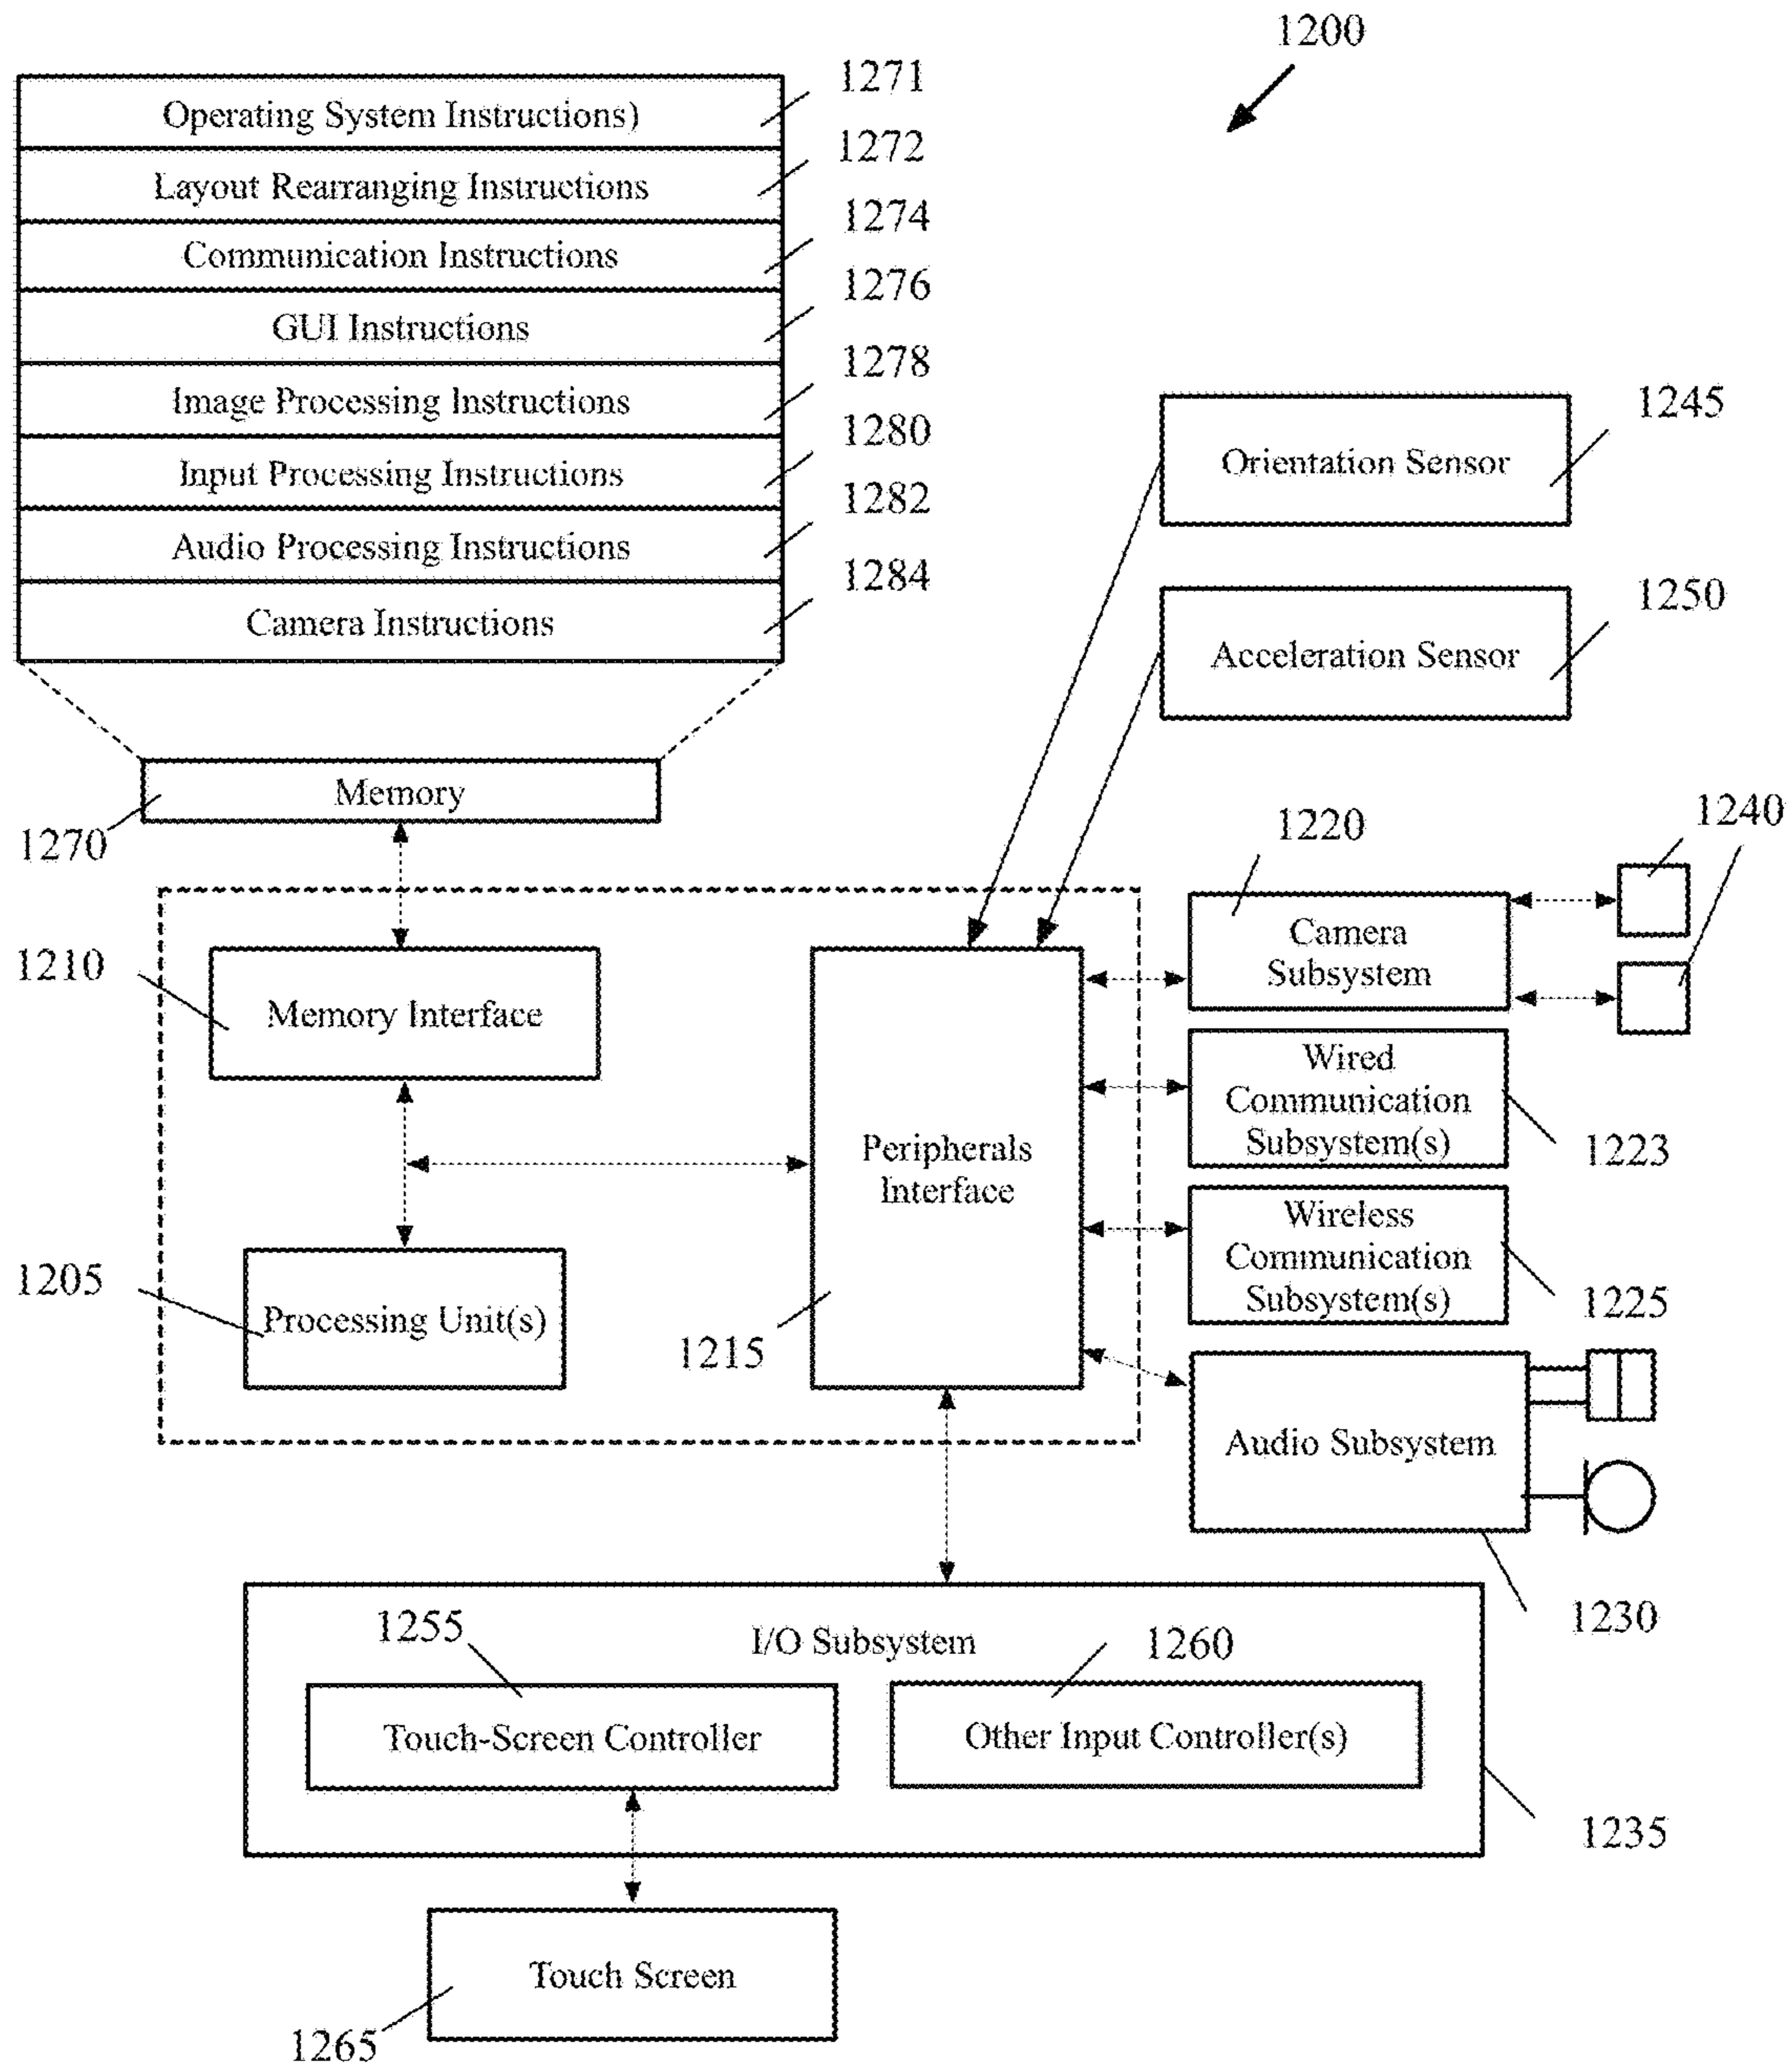 1200
1271
Operating System Instructions)
1272
Layout Rearranging Instructions
1274
Communication Instructions
1276
GUI Instructions
1278
Image Processing Instructions
1280
Input Processing Instructions
1282
Audio Processing Instructions
1284
Camera Instructions
1245
Orientation Sensor
1250
Acceleration Sensor
Memory
1270
1220
1240
Camera
Subsystem
1210
Memory Interface
Wired
Communication
Subsystem(s)
1223
Peripherals
Interface
Wireless
Communication
Subsystem(s)
1225
1205
Processing Unit(s)
1215
Audio Subsystem
1230
I/O Subsystem
1255
1260
Touch-Screen Controller
Other Input Controller(s)
1235
Touch Screen
1265